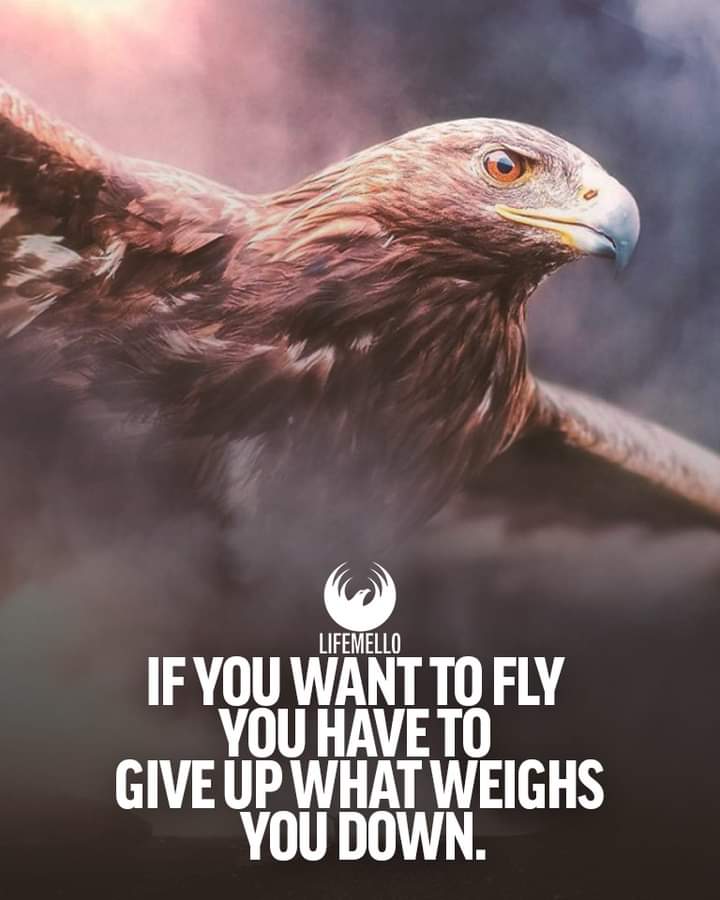 LIFEMELLO
IF YOU WANT TO FLY
YOU HAVE TO
GIVE UP WHAT WEIGHS
YOU DOWN.